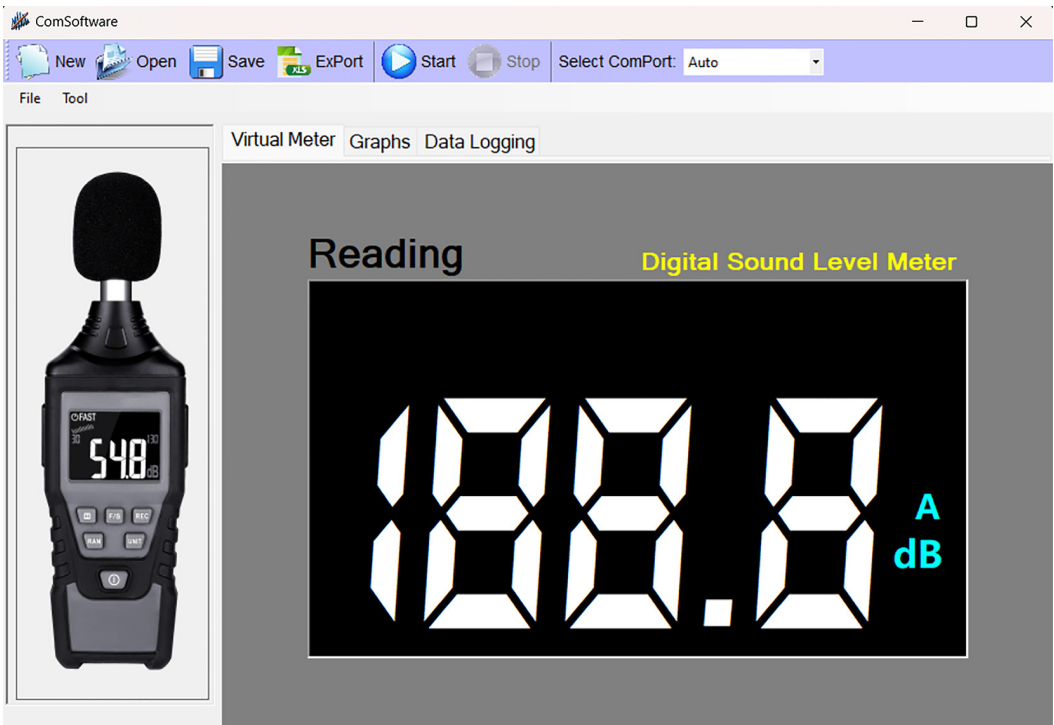 ComSoftware
New Open Save XLS ExPort Start Stop Select ComPort: Auto
File Tool
Virtual Meter Graphs Data Logging
Reading
Digital Sound Level Meter
188.8
A
dB
FAST
30 130
54.8
dB
F/S REC
RAN UNIT